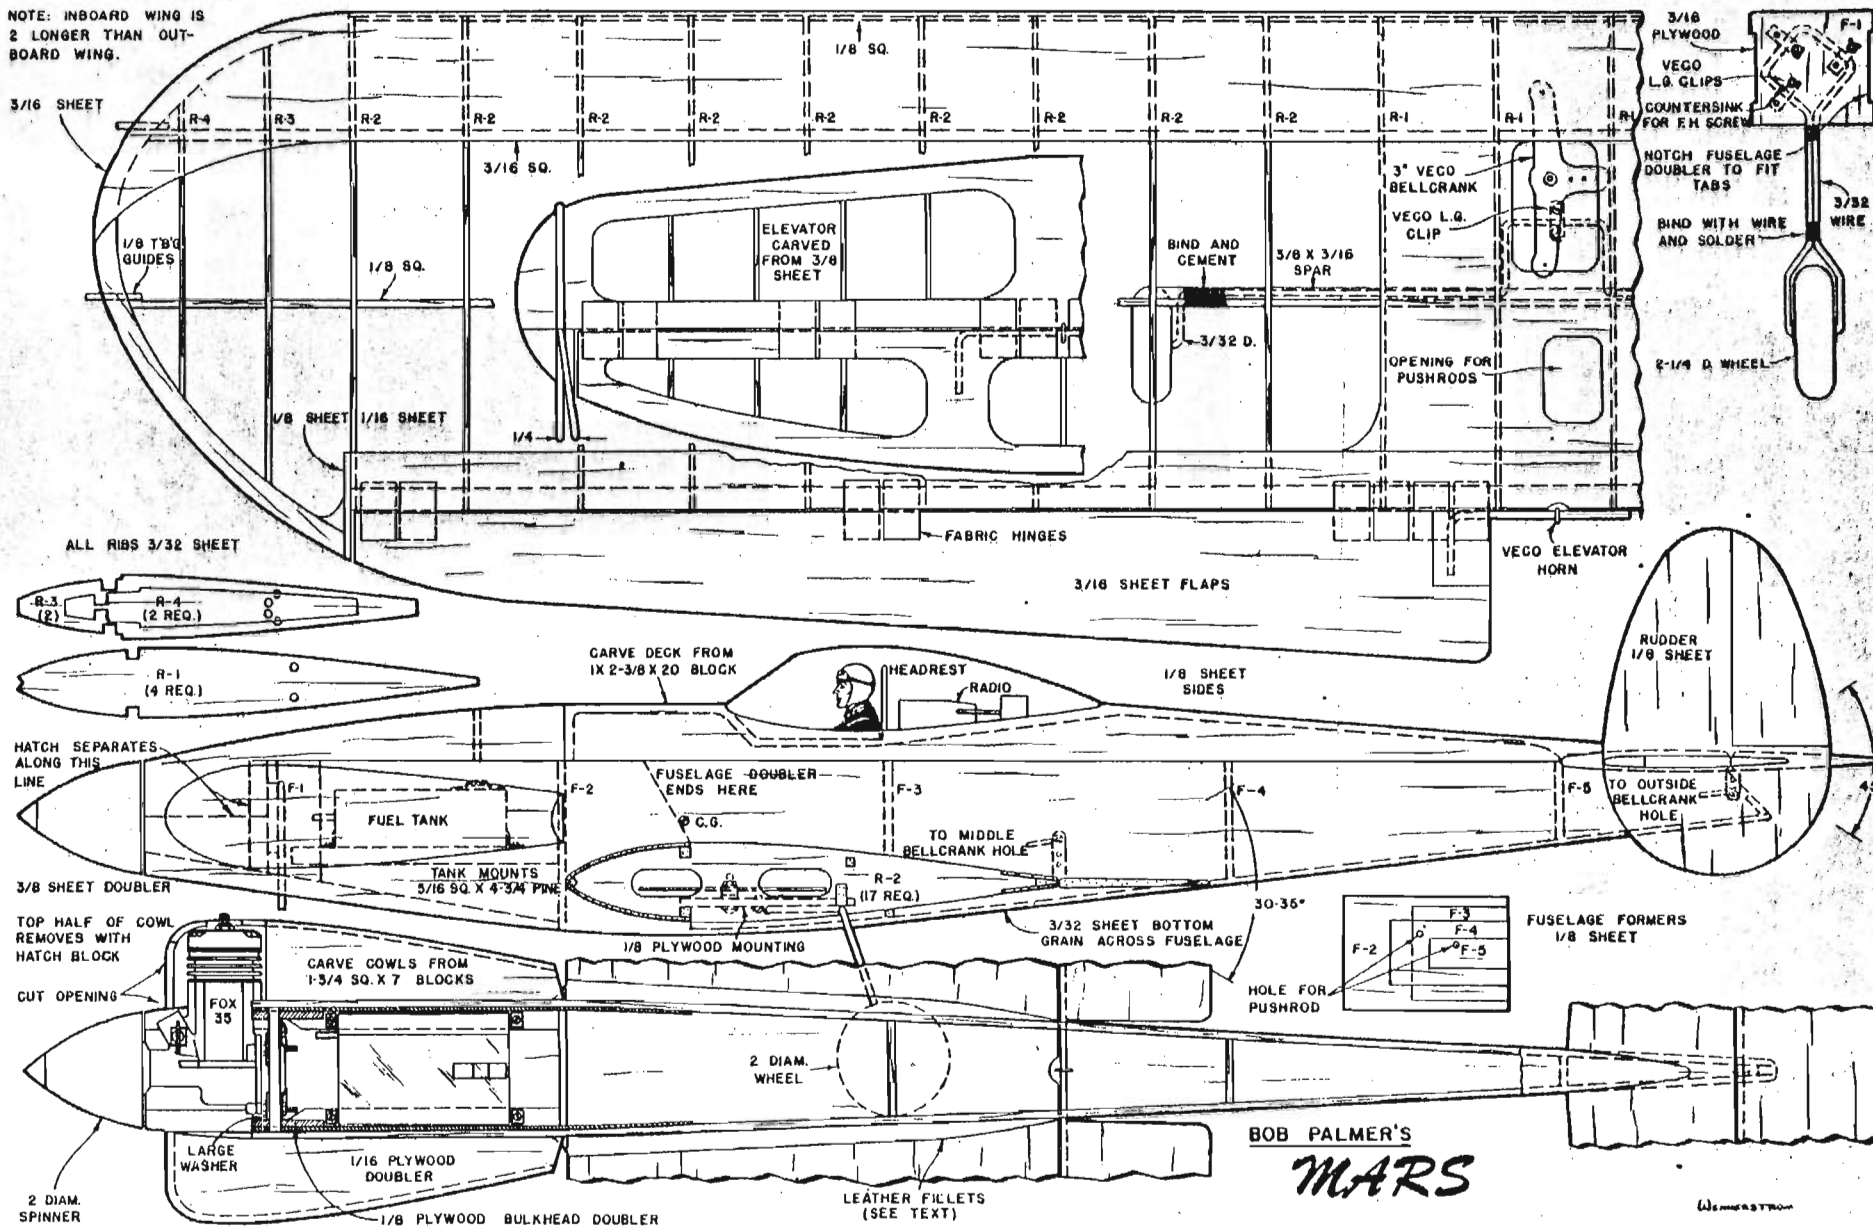 NOTE: INBOARD WING IS
2 LONGER THAN OUT-
BOARD WING.
3/16 SHEET
1/8 SQ.
R-4
R-3
R-2
R-2
R-2
R-2
R-2
R-2
R-2
R-2
R-2
R-1
R-1
3/16 SQ.
1/8 T'B'G
GUIDES
1/8 SQ.
ELEVATOR
CARVED
FROM 3/8
SHEET
BIND AND
CEMENT
3/8 X 3/16
SPAR
3" VECO
BELLCRANK
VECO L.G.
CLIP
3/32 D.
OPENING FOR
PUSHRODS
1/8 SHEET
1/16 SHEET
1/4
FABRIC HINGES
VECO ELEVATOR
HORN
3/16 SHEET FLAPS
3/16
PLYWOOD
F-1
VECO
L.G. CLIPS
COUNTERSINK
FOR F.H. SCREW
NOTCH FUSELAGE
DOUBLER TO FIT
TABS
3/32
WIRE
BIND WITH WIRE
AND SOLDER
2-1/4 D. WHEEL
ALL RIBS 3/32 SHEET
R-3
(2)
R-4
(2 REQ.)
R-1
(4 REQ.)
CARVE DECK FROM
1 X 2-3/8 X 20 BLOCK
HEADREST
RADIO
1/8 SHEET
SIDES
RUDDER
1/8 SHEET
HATCH SEPARATES
ALONG THIS
LINE
F-1
FUEL TANK
F-2
FUSELAGE DOUBLER
ENDS HERE
C.G.
F-3
F-4
F-5
TO OUTSIDE
BELLCRANK
HOLE
TO MIDDLE
BELLCRANK HOLE
TANK MOUNTS
5/16 SQ. X 4-3/4 PINE
R-2
(17 REQ.)
3/8 SHEET DOUBLER
1/8 PLYWOOD MOUNTING
3/32 SHEET BOTTOM
GRAIN ACROSS FUSELAGE
30-35°
F-3
F-4
F-2
F-5
FUSELAGE FORMERS
1/8 SHEET
HOLE FOR
PUSHROD
TOP HALF OF COWL
REMOVES WITH
HATCH BLOCK
CUT OPENING
CARVE COWLS FROM
1-3/4 SQ. X 7 BLOCKS
FOX
35
2 DIAM.
WHEEL
LARGE
WASHER
1/16 PLYWOOD
DOUBLER
2 DIAM.
SPINNER
1/8 PLYWOOD BULKHEAD DOUBLER
LEATHER FILLETS
(SEE TEXT)
BOB PALMER'S
MARS